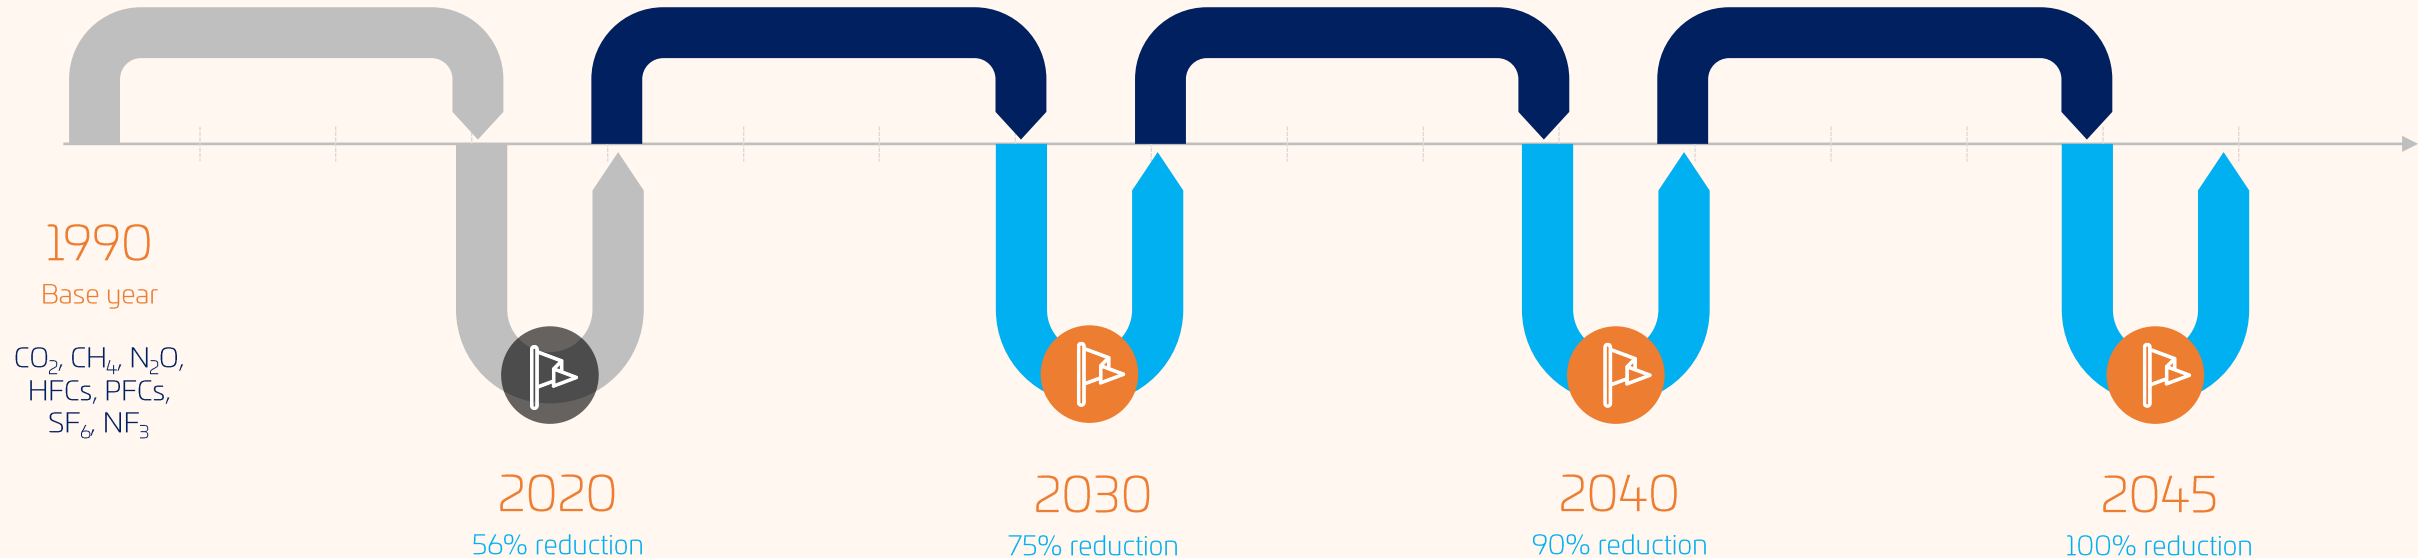 1990
Base year
CO₂, CH₄, N₂O,
HFCs, PFCs,
SF₆, NF₃
2020
56% reduction
2030
75% reduction
2040
90% reduction
2045
100% reduction